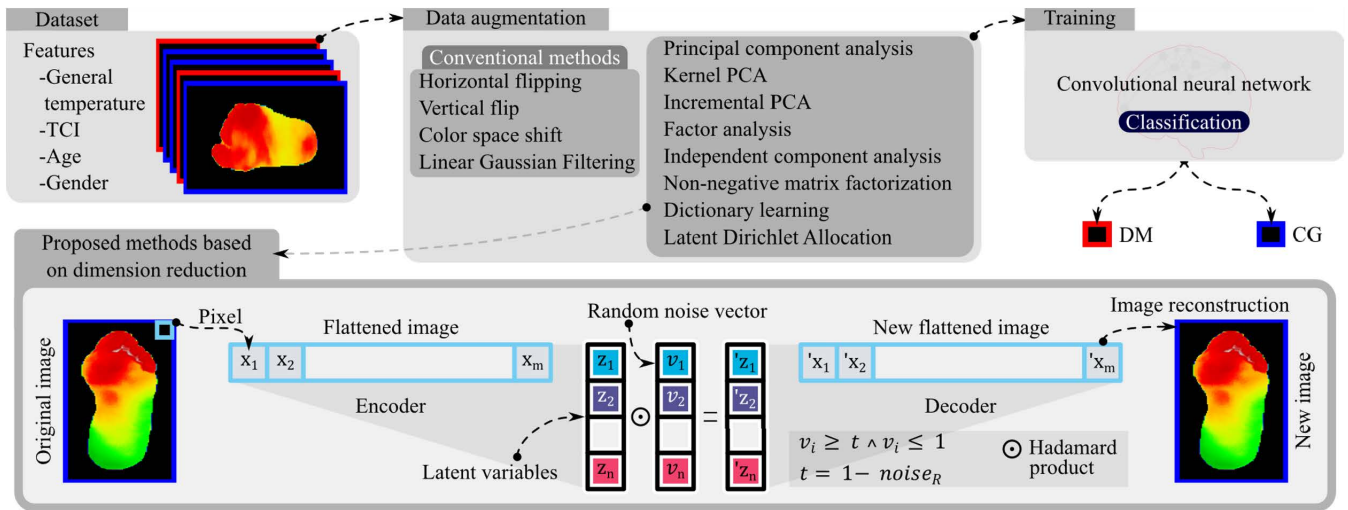 Dataset
Features
-General
temperature
-TCI
-Age
-Gender
Data augmentation
Conventional methods
Horizontal flipping
Vertical flip
Color space shift
Linear Gaussian Filtering
Principal component analysis
Kernel PCA
Incremental PCA
Factor analysis
Independent component analysis
Non-negative matrix factorization
Dictionary learning
Latent Dirichlet Allocation
Training
Convolutional neural network
Classification
DM
CG
Proposed methods based
on dimension reduction
Original image
Pixel
Flattened image
x₁ x₂ xₘ
Encoder
Latent variables
Random noise vector
z₁ v₁ 'z₁
z₂ v₂ 'z₂
⊙ =
zₙ vₙ 'zₙ
New flattened image
'x₁ 'x₂ 'xₘ
Decoder
vᵢ ≥ t ∧ vᵢ ≤ 1
t = 1− noise_R
⊙ Hadamard
product
Image reconstruction
New image